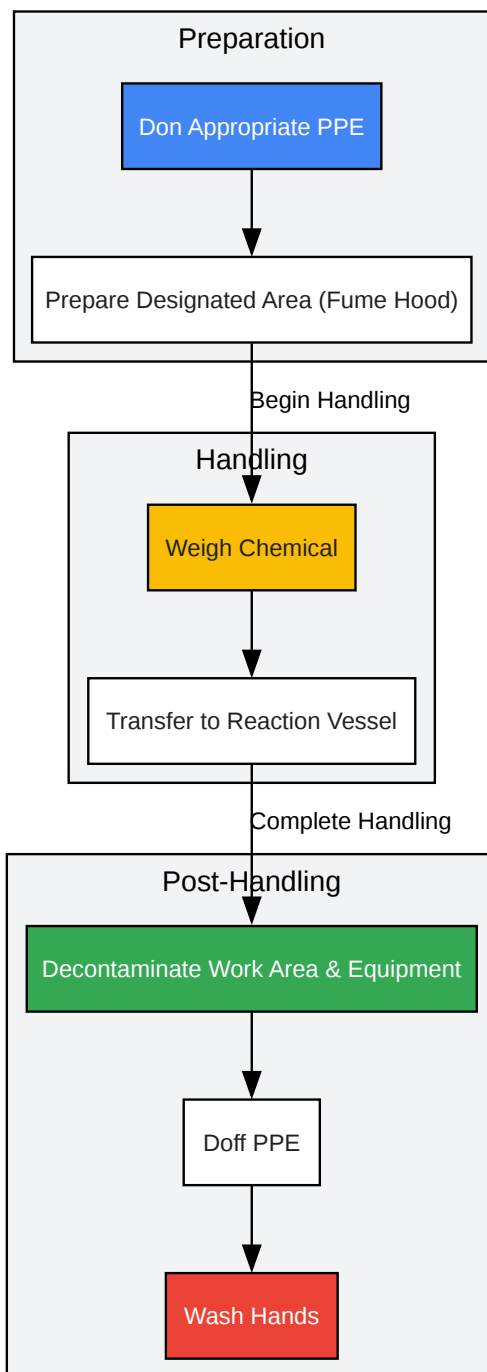 Preparation
Don Appropriate PPE
Prepare Designated Area (Fume Hood)
Begin Handling
Handling
Weigh Chemical
Transfer to Reaction Vessel
Complete Handling
Post-Handling
Decontaminate Work Area & Equipment
Doff PPE
Wash Hands